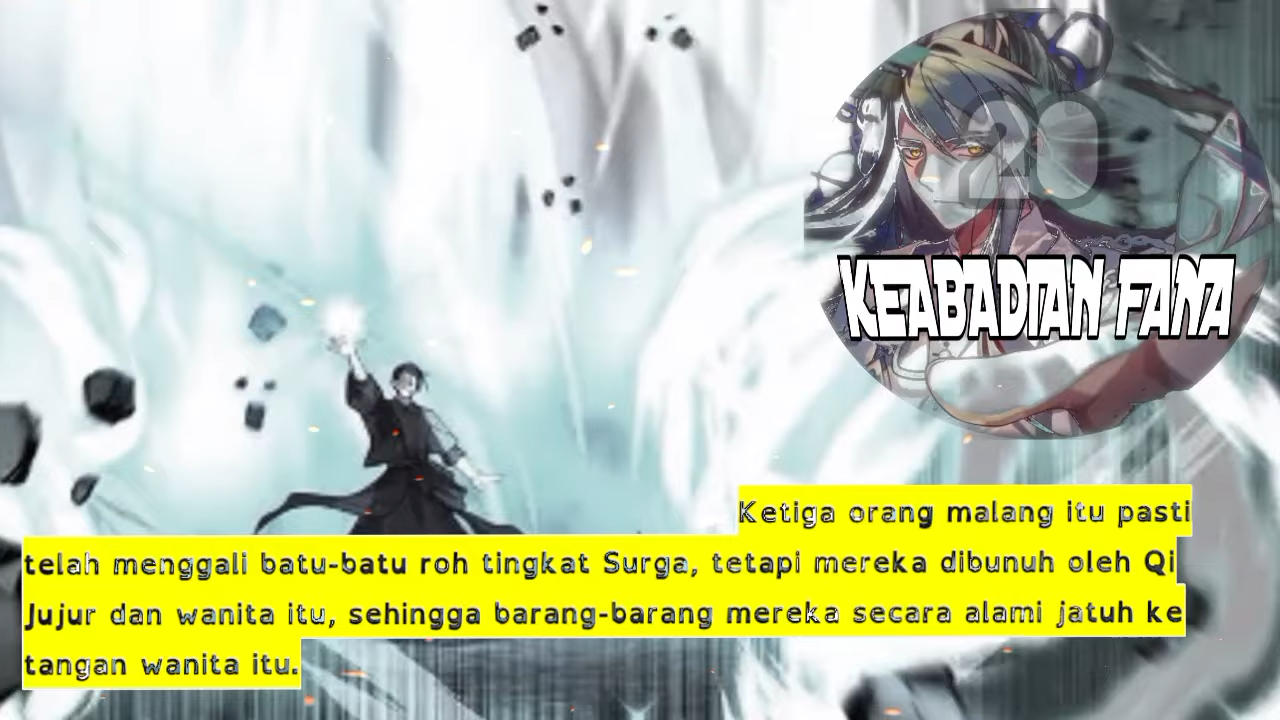 20
KEABADIAN FANA
Ketiga orang malang itu pasti
telah menggali batu-batu roh tingkat Surga, tetapi mereka dibunuh oleh Qi
Jujur dan wanita itu, sehingga barang-barang mereka secara alami jatuh ke
tangan wanita itu.